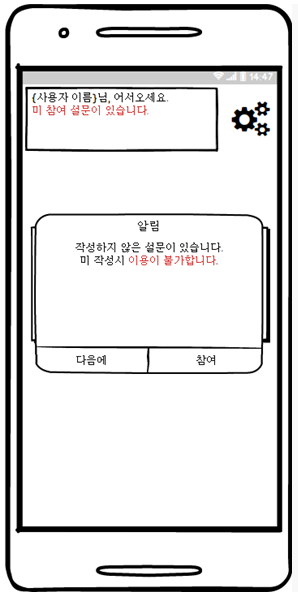 14:47
{사용자 이름}님, 어서오세요.
미 참여 설문이 있습니다.
알림
작성하지 않은 설문이 있습니다.
미 작성시 이용이 불가합니다.
다음에
참여